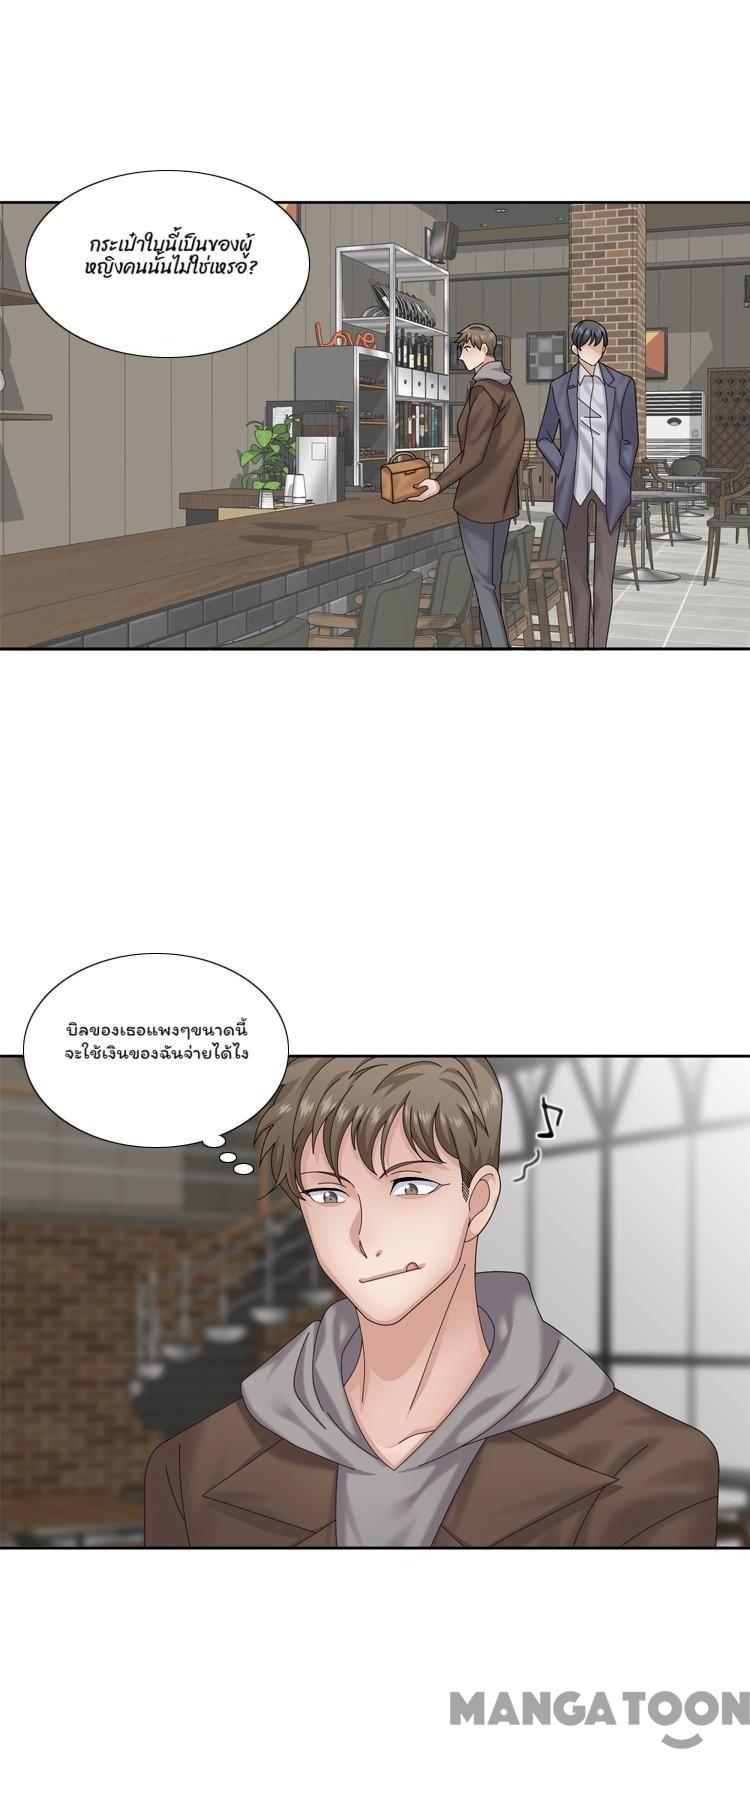 กระเป๋าใบนี้เป็นของผู้
หญิงคนนั้นไม่ใช่เหรอ?
Love
บิลของเธอแพงๆขนาดนี้
จะใช้เงินของฉันจ่ายได้ไง
MANGATOON